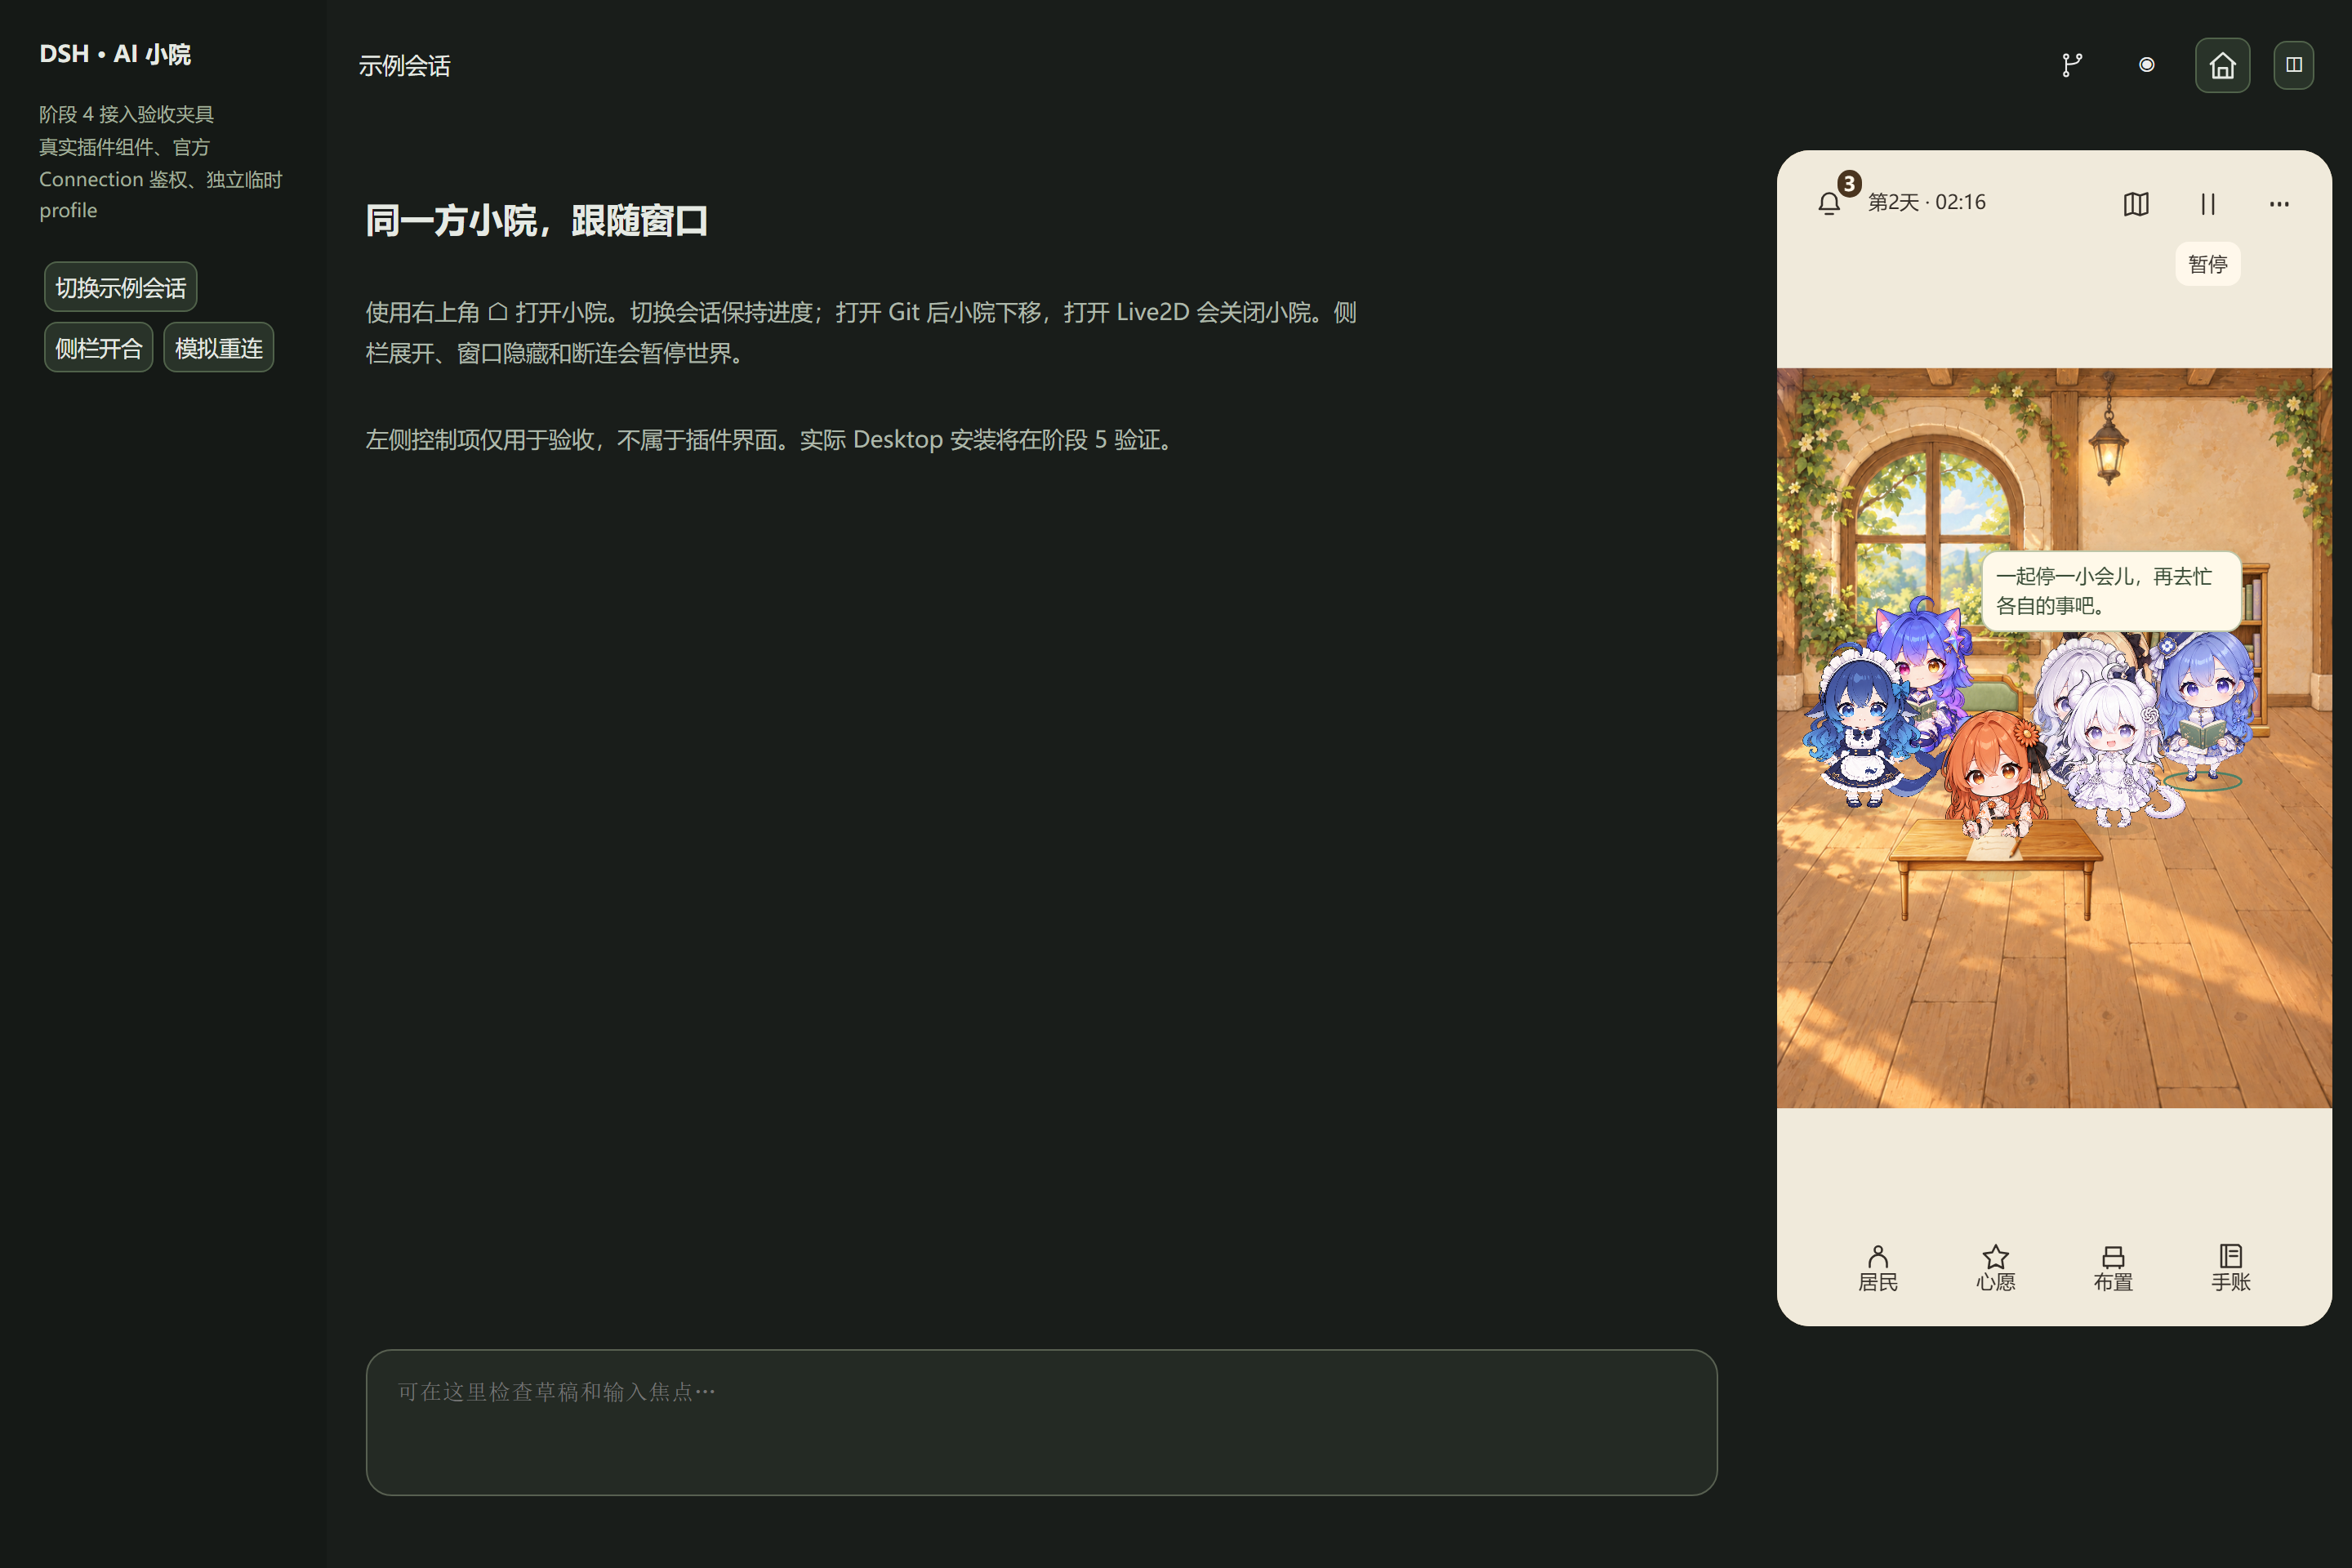 DSH • AI 小院
阶段 4 接入验收夹具
真实插件组件、官方
Connection 鉴权、独立临时
profile
切换示例会话
侧栏开合
模拟重连
示例会话
同一方小院，跟随窗口
使用右上角 ⌂ 打开小院。切换会话保持进度；打开 Git 后小院下移，打开 Live2D 会关闭小院。侧
栏展开、窗口隐藏和断连会暂停世界。
左侧控制项仅用于验收，不属于插件界面。实际 Desktop 安装将在阶段 5 验证。
可在这里检查草稿和输入焦点…
3
第2天 · 02:16
暂停
一起停一小会儿，再去忙
各自的事吧。
居民
心愿
布置
手账